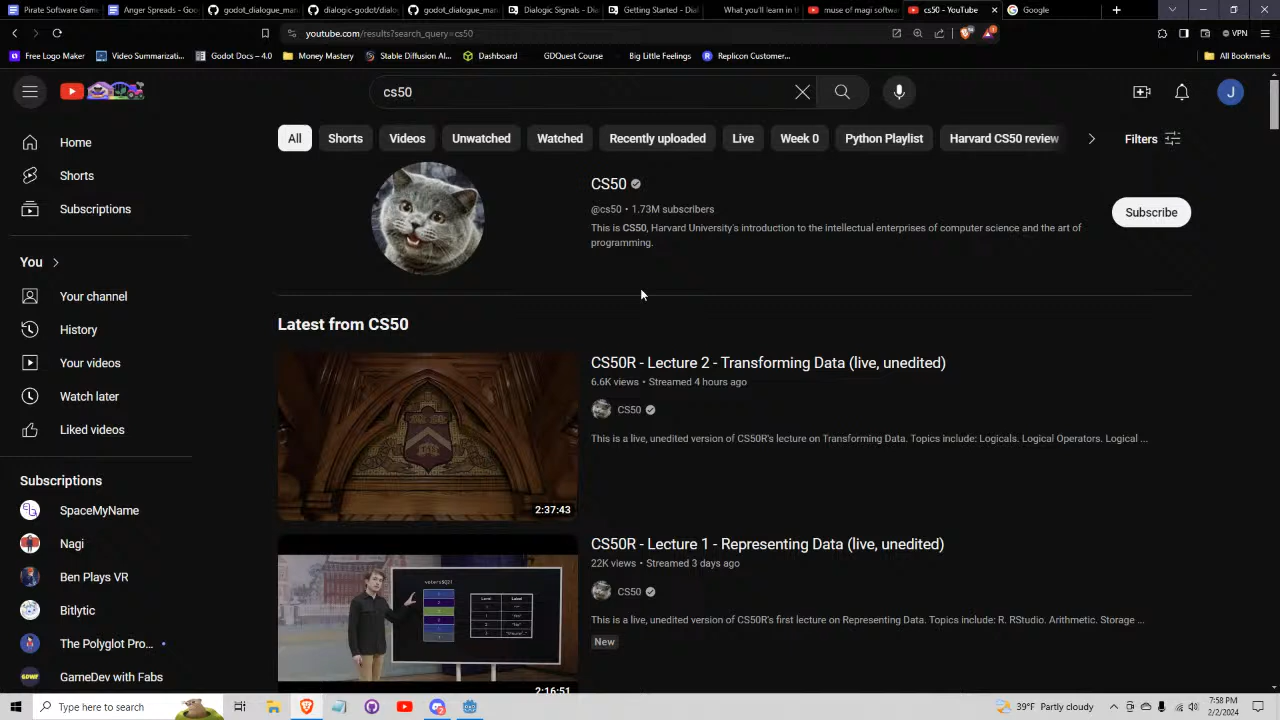 Private Software Game
Anger Spreads - Goog
godot_dialogue_man
dialogic-godot/dialog
godot_dialogue_man
Dialogic Signals - Dia
Getting Started - Dial
What you'll learn in th
muse of magi softwar
cs50 - YouTube
Google
youtube.com/results?search_query=cs50
VPN
Free Logo Maker
Video Summarizati...
Godot Docs – 4.0
Money Mastery
Stable Diffusion Al...
Dashboard
GDQuest Course
Big Little Feelings
Replicon Customer...
All Bookmarks
cs50
J
All
Shorts
Videos
Unwatched
Watched
Recently uploaded
Live
Week 0
Python Playlist
Harvard CS50 review
Filters
Home
Shorts
Subscriptions
You
Your channel
History
Your videos
Watch later
Liked videos
Subscriptions
SpaceMyName
Nagi
Ben Plays VR
Bitlytic
The Polyglot Pro...
GameDev with Fabs
CS50
@cs50 • 1.73M subscribers
This is CS50, Harvard University's introduction to the intellectual enterprises of computer science and the art of
programming.
Subscribe
Latest from CS50
CS50R - Lecture 2 - Transforming Data (live, unedited)
6.6K views • Streamed 4 hours ago
CS50
This is a live, unedited version of CS50R's lecture on Transforming Data. Topics include: Logicals. Logical Operators. Logical ...
2:37:43
CS50R - Lecture 1 - Representing Data (live, unedited)
22K views • Streamed 3 days ago
CS50
This is a live, unedited version of CS50R's first lecture on Representing Data. Topics include: R. RStudio. Arithmetic. Storage ...
New
2:16:51
Type here to search
39°F Partly cloudy
7:58 PM
2/2/2024